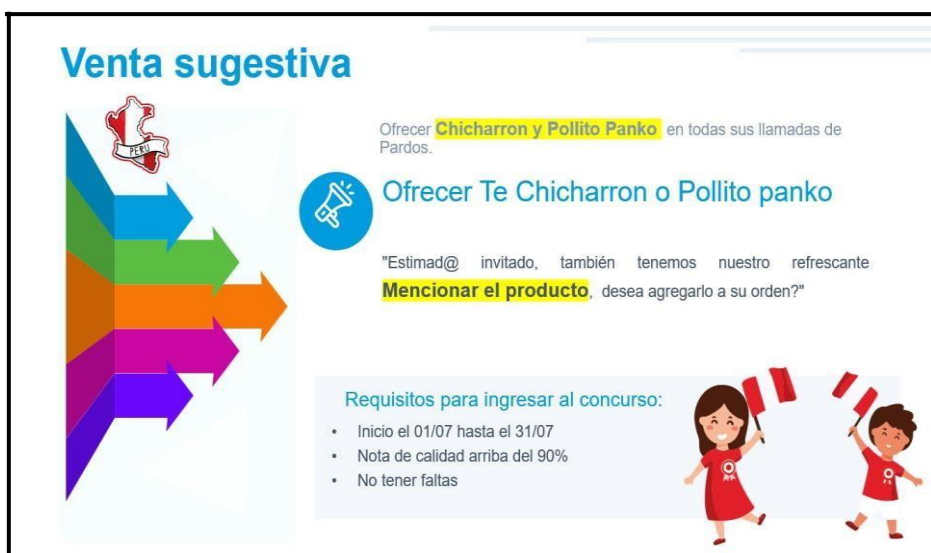 Venta sugestiva
PERU
Ofrecer Chicharron y Pollito Panko en todas sus llamadas de
Pardos.
Ofrecer Te Chicharron o Pollito panko
"Estimad@ invitado, también tenemos nuestro refrescante
Mencionar el producto, desea agregarlo a su orden?"
Requisitos para ingresar al concurso:
• Inicio el 01/07 hasta el 31/07
• Nota de calidad arriba del 90%
• No tener faltas